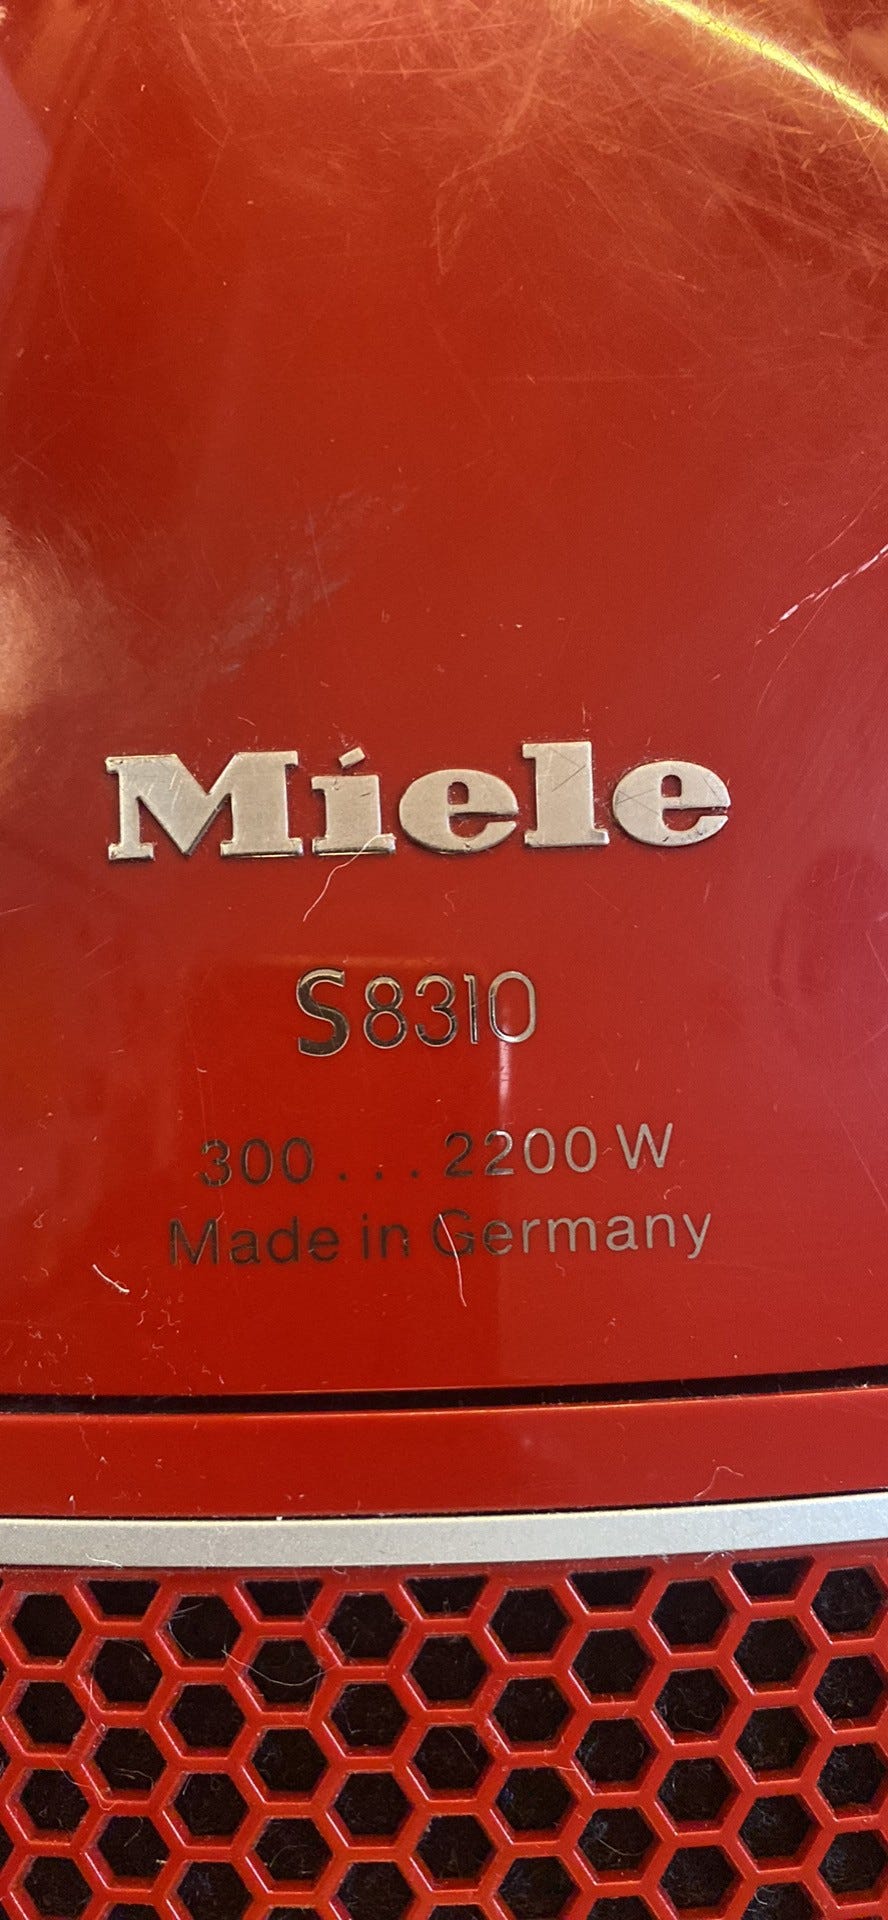 Miele
S8310
300 . . . 2200 W
Made in Germany